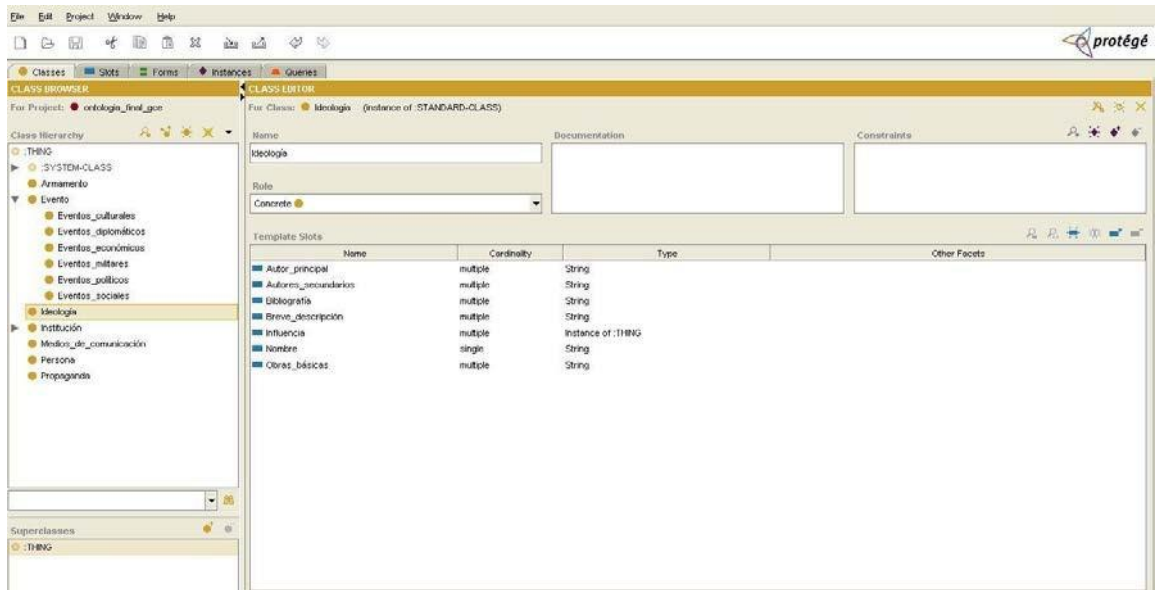 File Edit Project Window Help
protégé
Classes Slots Forms Instances Queries
CLASS BROWSER
CLASS EDITOR
For Project: ontologia_final_gce
For Class: Ideología (instance of :STANDARD-CLASS)
Class Hierarchy
Name Documentation Constraints
:THING
Ideología
:SYSTEM-CLASS
Armamento
Role
Evento
Concrete
Eventos_culturales
Eventos_diplomáticos
Template Slots
Eventos_económicos
Name Cardinality Type Other Facets
Eventos_militares
Autor_principal multiple String
Eventos_políticos
Autores_secundarios multiple String
Eventos_sociales
Bibliografía multiple String
Ideología
Breve_descripción multiple String
Institución
Influencia multiple Instance of :THING
Medios_de_comunicación
Nombre single String
Persona
Obras_básicas multiple String
Propaganda
Superclasses
:THING